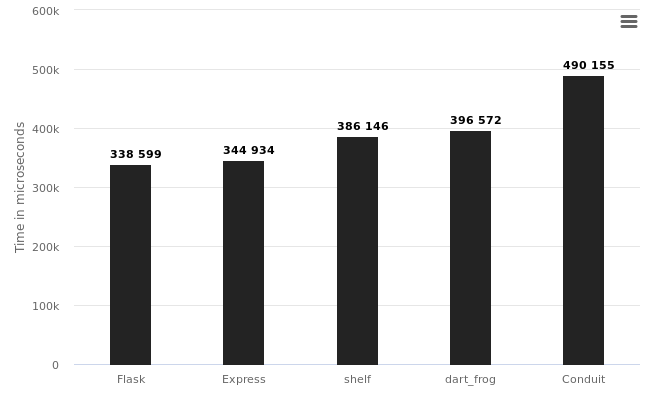 600k
500k
400k
300k
200k
100k
0
Time in microseconds
338 599
344 934
386 146
396 572
490 155
Flask
Express
shelf
dart_frog
Conduit